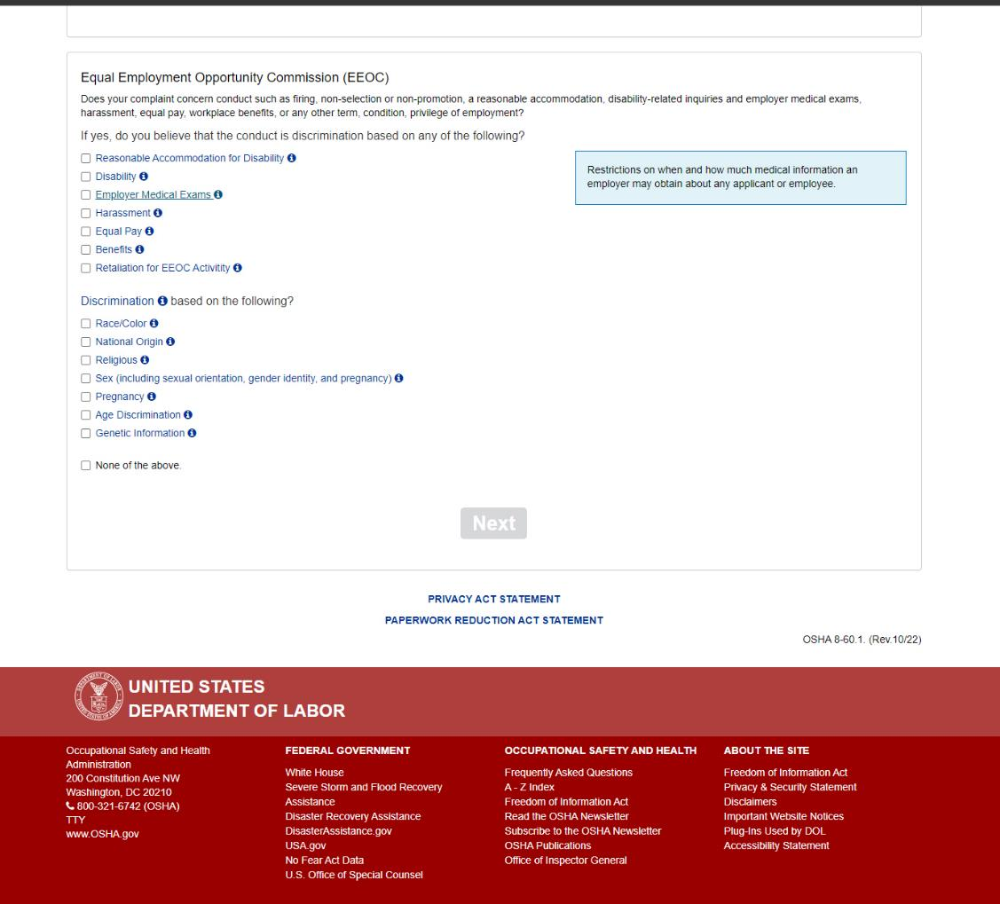 Equal Employment Opportunity Commission (EEOC)
Does your complaint concern conduct such as firing, non-selection or non-promotion, a reasonable accommodation, disability-related inquiries and employer medical exams,
harassment, equal pay, workplace benefits, or any other term, condition, privilege of employment?
If yes, do you believe that the conduct is discrimination based on any of the following?
Reasonable Accommodation for Disability
Disability
Employer Medical Exams
Harassment
Equal Pay
Benefits
Retaliation for EEOC Activitity
Restrictions on when and how much medical information an
employer may obtain about any applicant or employee.
Discrimination based on the following?
Race/Color
National Origin
Religious
Sex (including sexual orientation, gender identity, and pregnancy)
Pregnancy
Age Discrimination
Genetic Information
None of the above.
Next
PRIVACY ACT STATEMENT
PAPERWORK REDUCTION ACT STATEMENT
OSHA 8-60.1. (Rev.10/22)
UNITED STATES
DEPARTMENT OF LABOR
Occupational Safety and Health
Administration
200 Constitution Ave NW
Washington, DC 20210
800-321-6742 (OSHA)
TTY
www.OSHA.gov
FEDERAL GOVERNMENT
White House
Severe Storm and Flood Recovery
Assistance
Disaster Recovery Assistance
DisasterAssistance.gov
USA.gov
No Fear Act Data
U.S. Office of Special Counsel
OCCUPATIONAL SAFETY AND HEALTH
Frequently Asked Questions
A - Z Index
Freedom of Information Act
Read the OSHA Newsletter
Subscribe to the OSHA Newsletter
OSHA Publications
Office of Inspector General
ABOUT THE SITE
Freedom of Information Act
Privacy & Security Statement
Disclaimers
Important Website Notices
Plug-Ins Used by DOL
Accessibility Statement